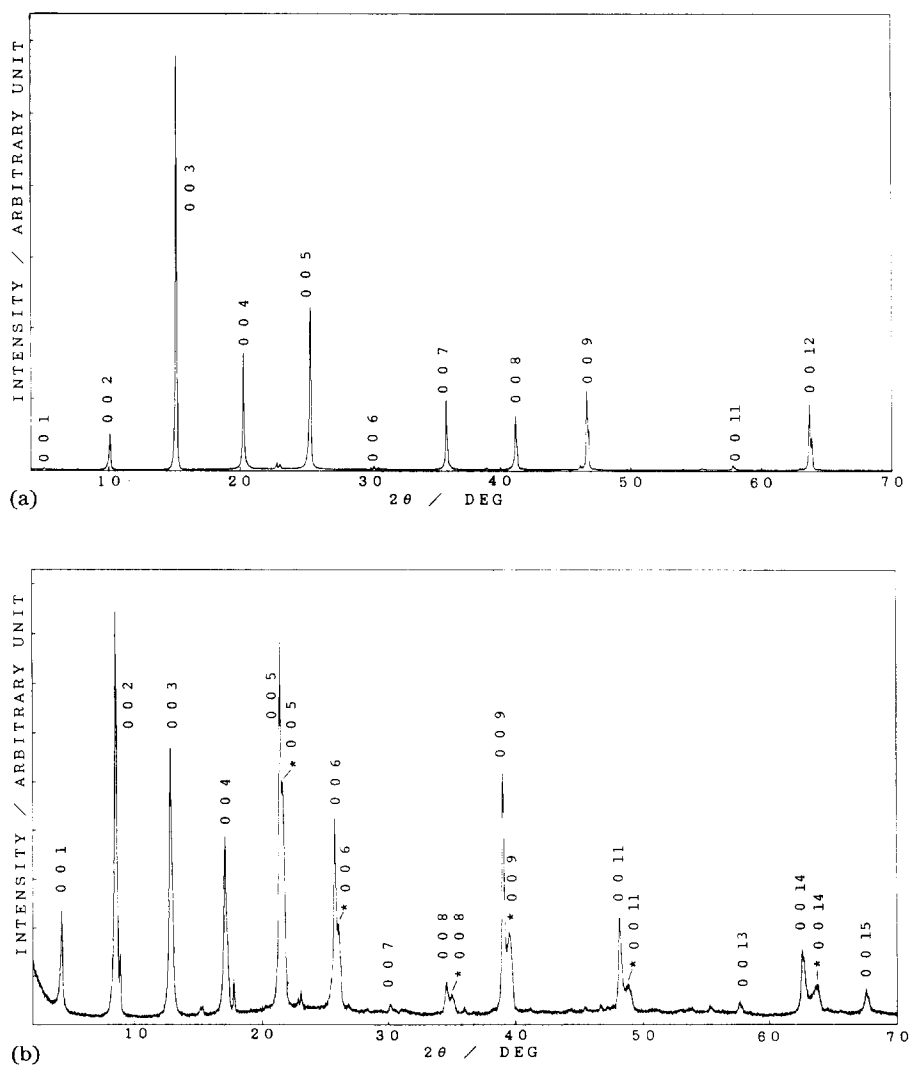 INTENSITY / ARBITRARY UNIT
0 0 1
0 0 2
0 0 3
0 0 4
0 0 5
0 0 6
0 0 7
0 0 8
0 0 9
0 0 11
0 0 12
10 20 30 40 50 60 70
2θ / DEG
(a)
INTENSITY / ARBITRARY UNIT
0 0 1
0 0 2
0 0 3
0 0 4
0 0 5
* 0 0 5
0 0 6
* 0 0 6
0 0 7
0 0 8
* 0 0 8
0 0 9
* 0 0 9
0 0 11
* 0 0 11
0 0 13
0 0 14
* 0 0 14
0 0 15
10 20 30 40 50 60 70
2θ / DEG
(b)